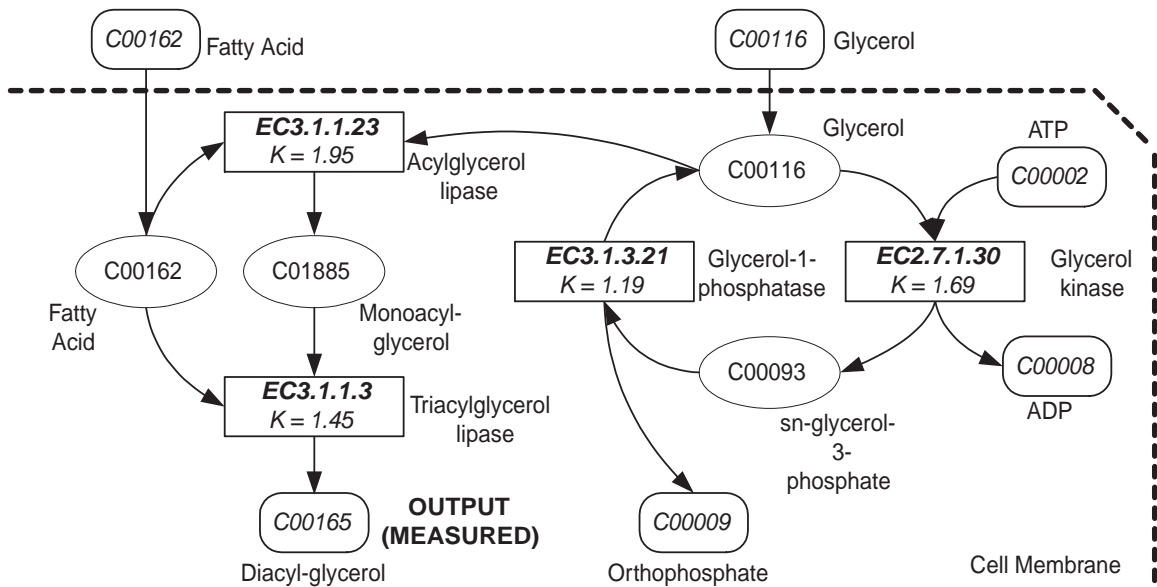 C00162
Fatty Acid
C00116
Glycerol
EC3.1.1.23
K = 1.95
Acylglycerol
lipase
Glycerol
C00116
ATP
C00002
C00162
Fatty
Acid
C01885
Monoacyl-
glycerol
EC3.1.3.21
K = 1.19
Glycerol-1-
phosphatase
EC2.7.1.30
K = 1.69
Glycerol
kinase
EC3.1.1.3
K = 1.45
Triacylglycerol
lipase
C00093
sn-glycerol-
3-
phosphate
C00008
ADP
C00165
Diacyl-glycerol
OUTPUT
(MEASURED)
C00009
Orthophosphate
Cell Membrane